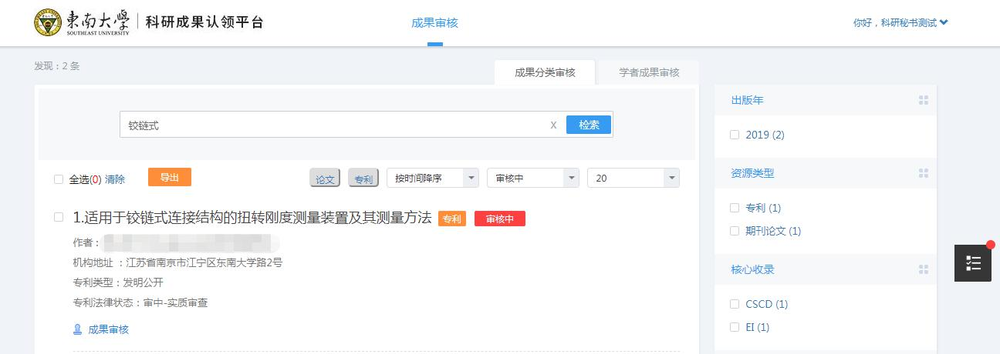 东南大学 科研成果认领平台 成果审核 你好，科研秘书测试
SOUTHEAST UNIVERSITY
发现：2 条
成果分类审核 学者成果审核
铰链式 X 检索
全选(0) 清除 导出 论文 专利 按时间降序 审核中 20
1.适用于铰链式连接结构的扭转刚度测量装置及其测量方法 专利 审核中
作者：
机构地址 ：江苏省南京市江宁区东南大学路2号
专利类型：发明公开
专利法律状态：审中-实质审查
成果审核
出版年
2019 (2)
资源类型
专利 (1)
期刊论文 (1)
核心收录
CSCD (1)
EI (1)